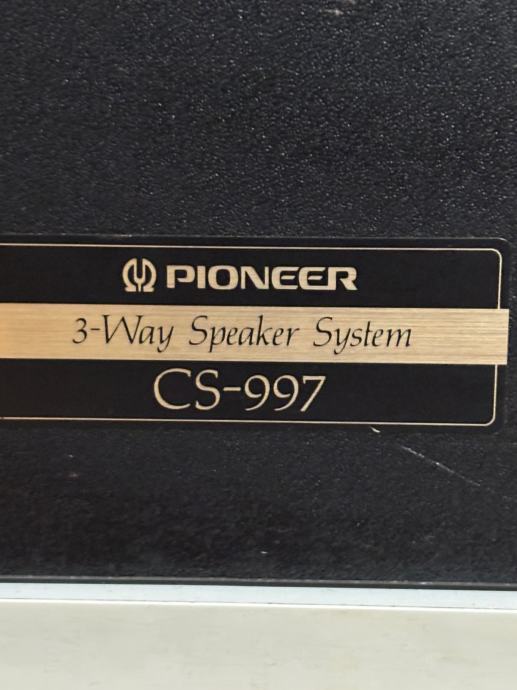 PIONEER
3-Way Speaker System
CS-997